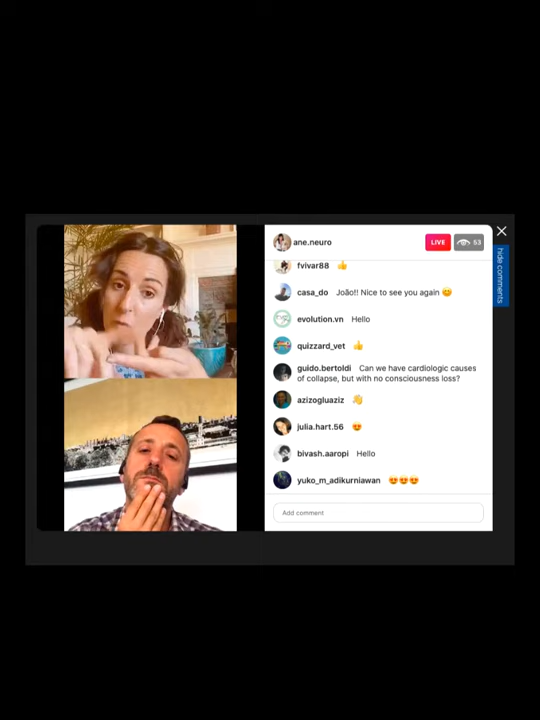 ane.neuro LIVE 53
hide comments
fvivar88 👍
casa_do João!! Nice to see you again 😊
evolution.vn Hello
quizzard_vet 👍
guido.bertoldi Can we have cardiologic causes
of collapse, but with no consciousness loss?
azizogluaziz 👋
julia.hart.56 😍
bivash.aaropi Hello
yuko_m_adikurniawan 😍😍😍
Add comment